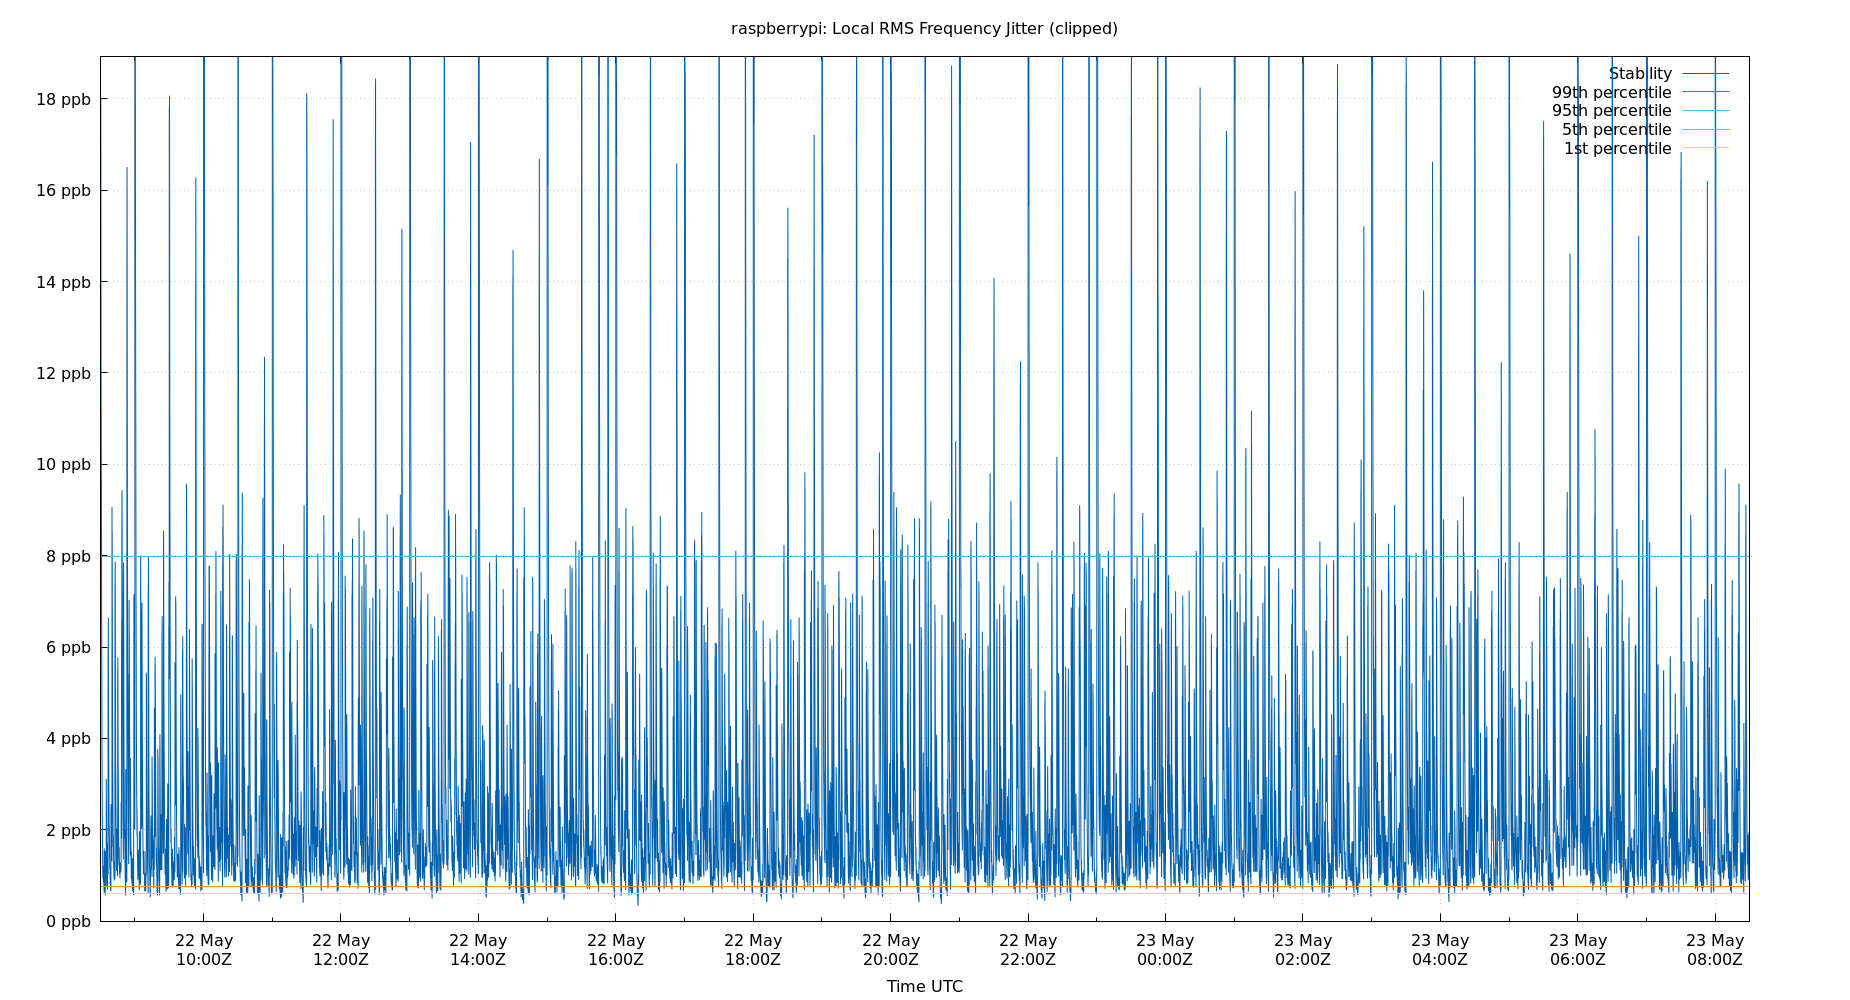 raspberrypi: Local RMS Frequency Jitter (clipped)
Stability
99th percentile
95th percentile
5th percentile
1st percentile
18 ppb
16 ppb
14 ppb
12 ppb
10 ppb
8 ppb
6 ppb
4 ppb
2 ppb
0 ppb
22 May 22 May 22 May 22 May 22 May 22 May 22 May 23 May 23 May 23 May 23 May 23 May
10:00Z 12:00Z 14:00Z 16:00Z 18:00Z 20:00Z 22:00Z 00:00Z 02:00Z 04:00Z 06:00Z 08:00Z
Time UTC